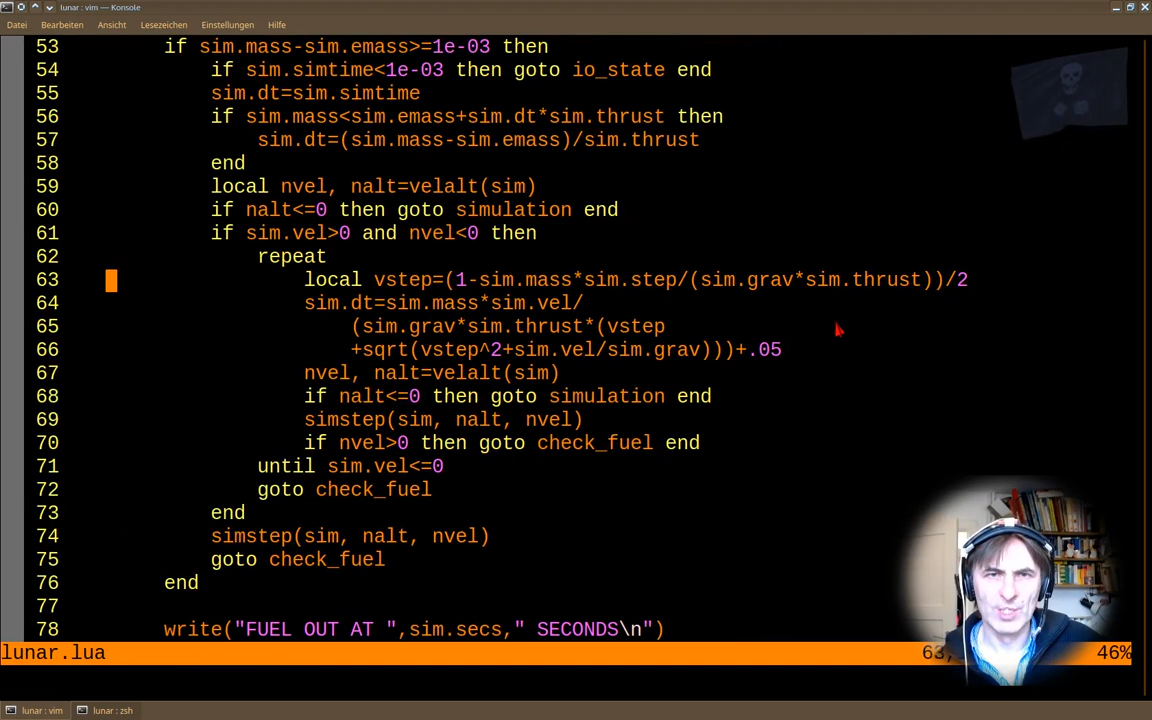 lunar : vim — Konsole
Datei Bearbeiten Ansicht Lesezeichen Einstellungen Hilfe
53 if sim.mass-sim.emass>=1e-03 then
54 if sim.simtime<1e-03 then goto io_state end
55 sim.dt=sim.simtime
56 if sim.mass<sim.emass+sim.dt*sim.thrust then
57 sim.dt=(sim.mass-sim.emass)/sim.thrust
58 end
59 local nvel, nalt=velalt(sim)
60 if nalt<=0 then goto simulation end
61 if sim.vel>0 and nvel<0 then
62 repeat
63 local vstep=(1-sim.mass*sim.step/(sim.grav*sim.thrust))/2
64 sim.dt=sim.mass*sim.vel/
65 (sim.grav*sim.thrust*(vstep
66 +sqrt(vstep^2+sim.vel/sim.grav)))+.05
67 nvel, nalt=velalt(sim)
68 if nalt<=0 then goto simulation end
69 simstep(sim, nalt, nvel)
70 if nvel>0 then goto check_fuel end
71 until sim.vel<=0
72 goto check_fuel
73 end
74 simstep(sim, nalt, nvel)
75 goto check_fuel
76 end
77
78 write("FUEL OUT AT ",sim.secs," SECONDS\n")
lunar.lua 63, 46%
lunar : vim lunar : zsh